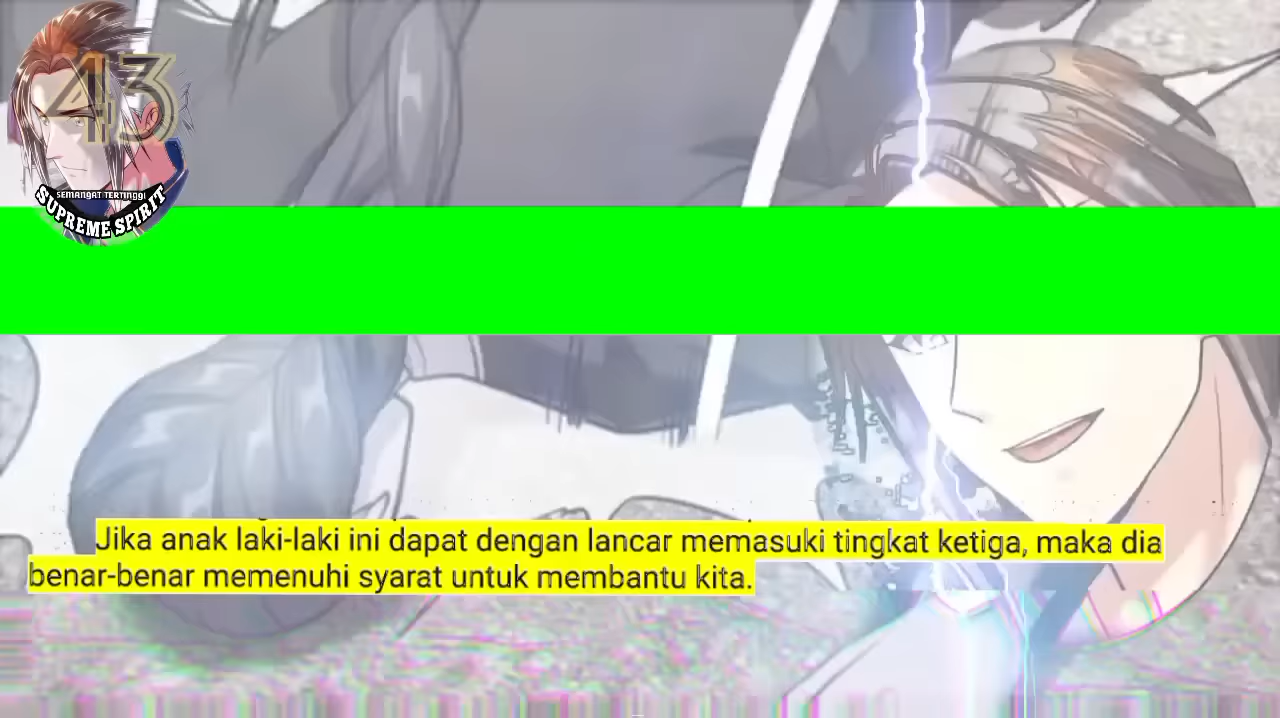 43
SEMANGAT TERTINGGI
SUPREME SPIRIT
Jika anak laki-laki ini dapat dengan lancar memasuki tingkat ketiga, maka dia
benar-benar memenuhi syarat untuk membantu kita.